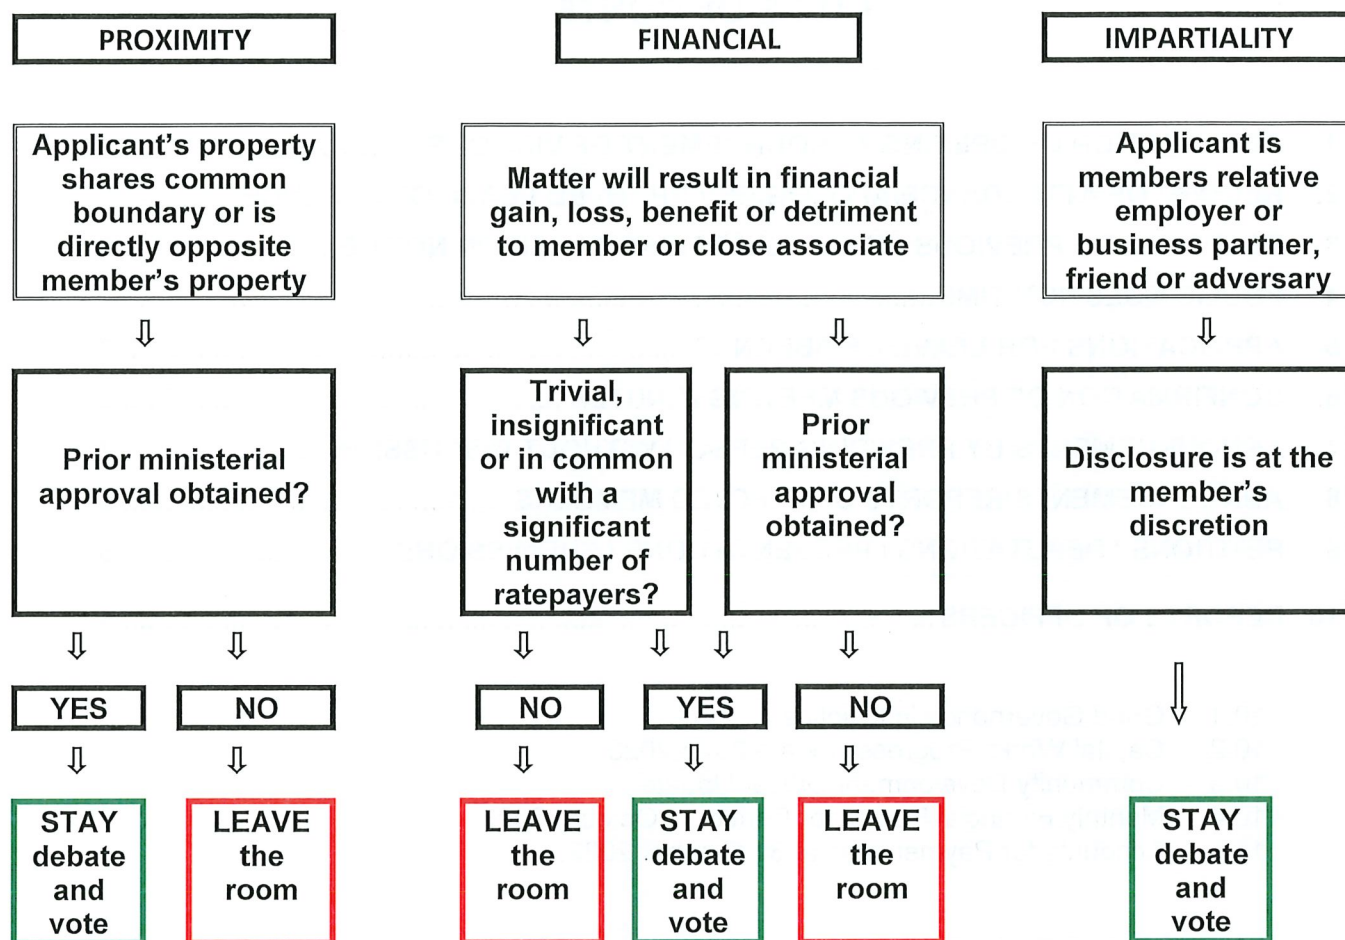 PROXIMITY
FINANCIAL
IMPARTIALITY
Applicant’s property
shares common
boundary or is
directly opposite
member’s property
Matter will result in financial
gain, loss, benefit or detriment
to member or close associate
Applicant is
members relative
employer or
business partner,
friend or adversary
Prior ministerial
approval obtained?
Trivial,
insignificant
or in common
with a
significant
number of
ratepayers?
Prior
ministerial
approval
obtained?
Disclosure is at the
member’s
discretion
YES
NO
NO
YES
NO
STAY
debate
and
vote
LEAVE
the
room
LEAVE
the
room
STAY
debate
and
vote
LEAVE
the
room
STAY
debate
and
vote